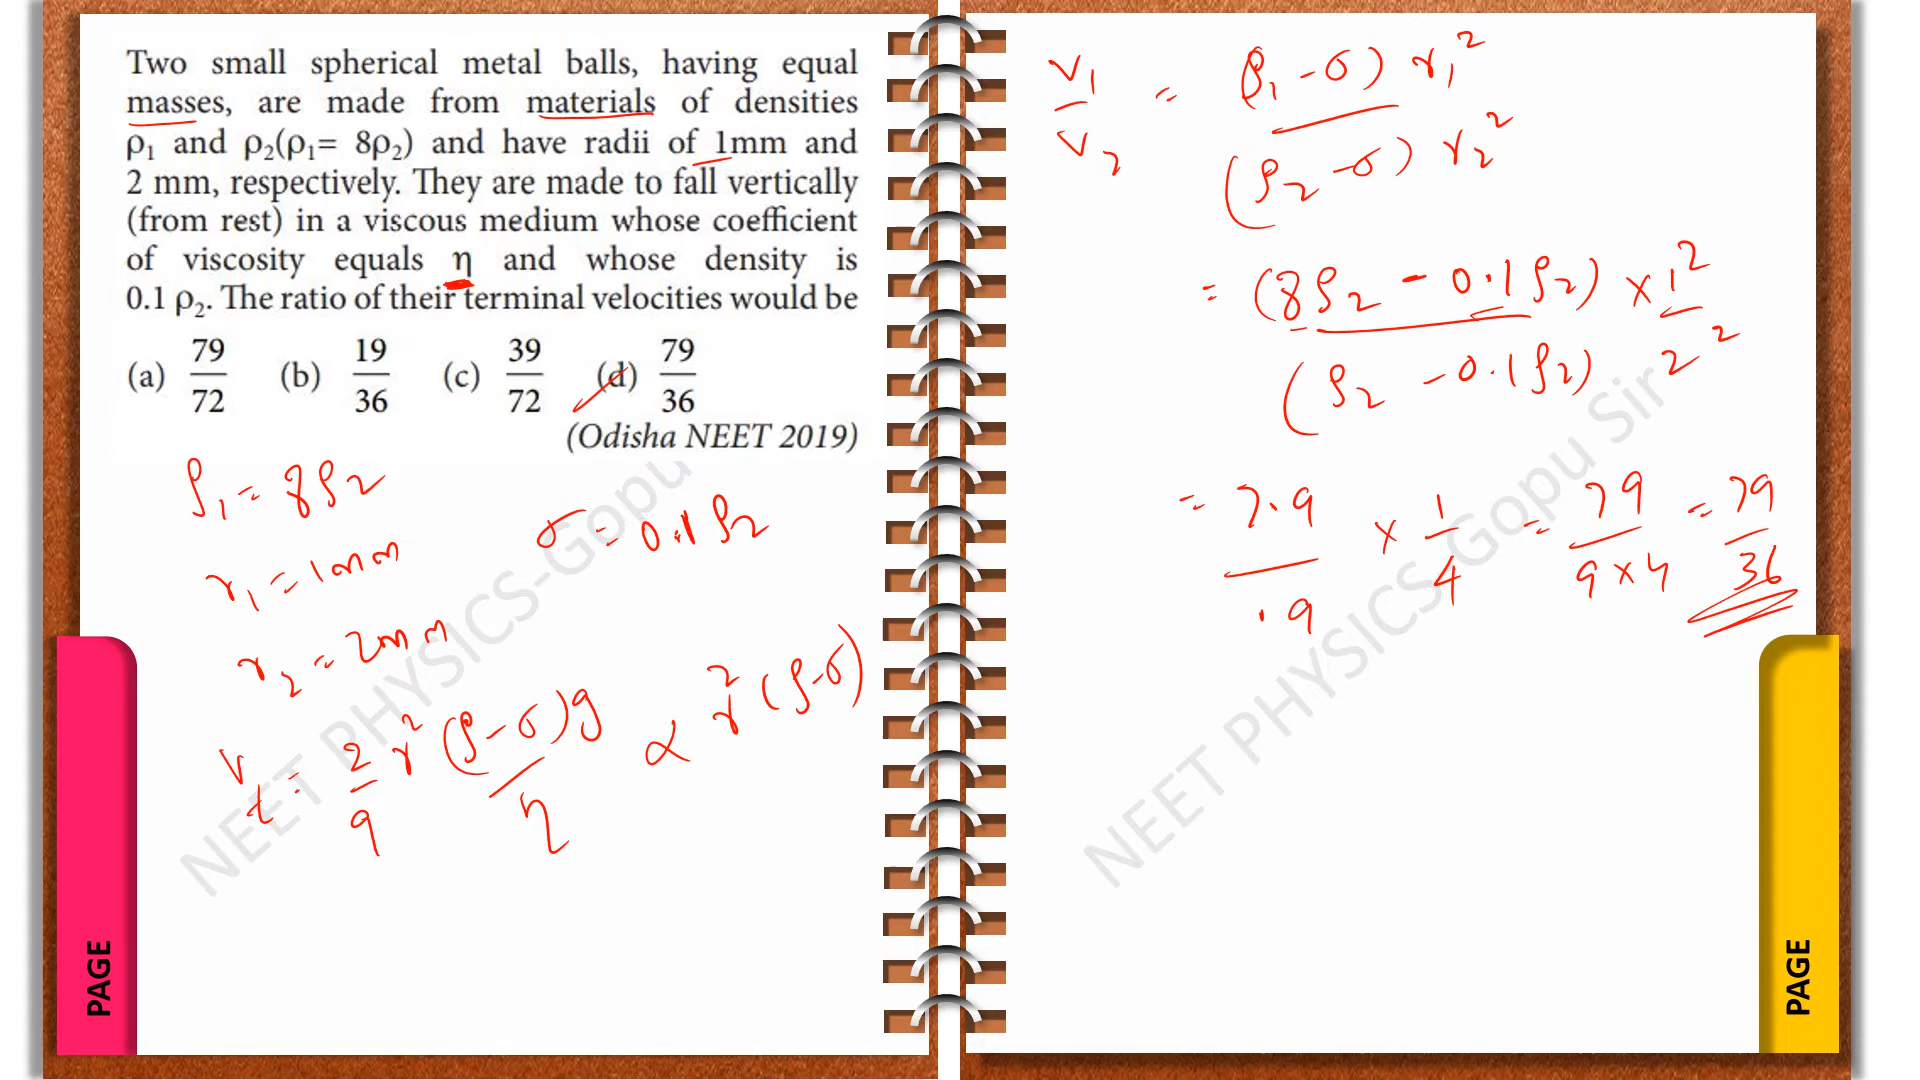 Two small spherical metal balls, having equal
masses, are made from materials of densities
ρ₁ and ρ₂(ρ₁= 8ρ₂) and have radii of 1mm and
2 mm, respectively. They are made to fall vertically
(from rest) in a viscous medium whose coefficient
of viscosity equals η and whose density is
0.1 ρ₂. The ratio of their terminal velocities would be
(a) 79/72 (b) 19/36 (c) 39/72 (d) 79/36
(Odisha NEET 2019)
ρ₁ = 8ρ₂
σ = 0.1ρ₂
r₁ = 1mm
r₂ = 2mm
v_t = 2/9 r² (ρ-σ)g/η ∝ r² (ρ-σ)
NEET PHYSICS-Gopu
PAGE
v₁/v₂ = (ρ₁-σ) r₁² / (ρ₂-σ) r₂²
= (8ρ₂ - 0.1ρ₂) × 1² / (ρ₂ - 0.1ρ₂) 2²
= 7.9/.9 × 1/4 = 79/9×4 = 79/36
NEET PHYSICS-Gopu Sir
PAGE